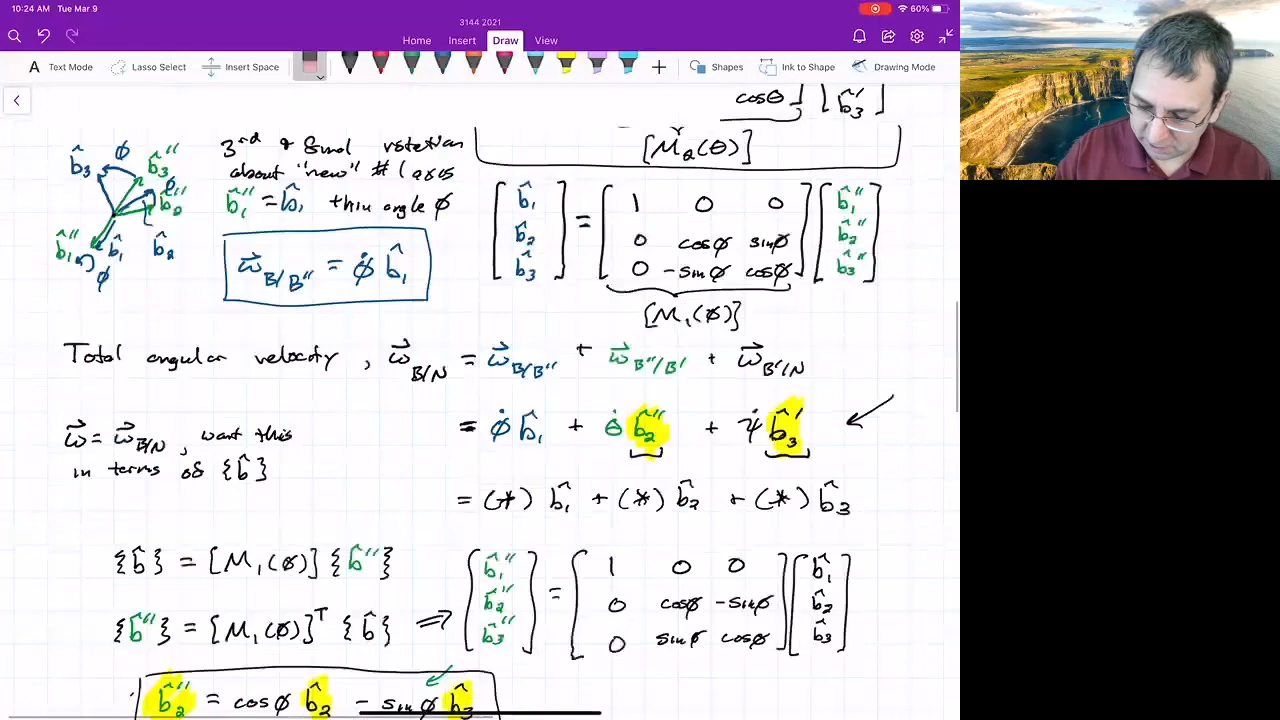 10:24 AM Tue Mar 9
60%
3144 2021
Home Insert Draw View
Text Mode Lasso Select Insert Space Shapes Ink to Shape Drawing Mode
cosθ b̂₃′
[M₂(θ)]
3rd & final rotation
about "new" #1 axis
b̂₁″ = b̂₁ thru angle φ
b̂₃ φ b̂₃″
φ b̂₂″
b̂₁″ b̂₁ b̂₂
φ
ω⃗_B/B″ = φ̇ b̂₁
[b̂₁ b̂₂ b̂₃] = [1 0 0; 0 cosφ sinφ; 0 -sinφ cosφ] [b̂₁″ b̂₂″ b̂₃″]
[M₁(φ)]
Total angular velocity, ω⃗_B/N = ω⃗_B/B″ + ω⃗_B″/B′ + ω⃗_B′/N
= φ̇ b̂₁ + θ̇ b̂₂″ + ψ̇ b̂₃′
ω⃗ = ω⃗_B/N, want this
in terms of {b̂}
= (*) b̂₁ + (*) b̂₂ + (*) b̂₃
{b̂} = [M₁(φ)] {b̂″}
{b̂″} = [M₁(φ)]ᵀ {b̂} ⇒ [b̂₁″ b̂₂″ b̂₃″] = [1 0 0; 0 cosφ -sinφ; 0 sinφ cosφ] [b̂₁ b̂₂ b̂₃]
b̂₂″ = cosφ b̂₂ - sinφ b̂₃